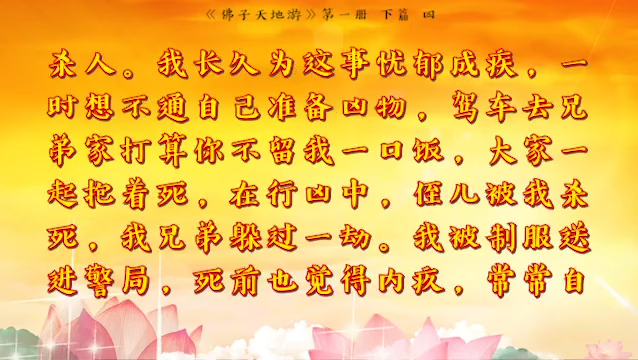 《佛子天地游》第一册 下篇 四
杀人。我长久为这事忧郁成疾，一
时想不通自己准备凶物，驾车去兄
弟家打算你不留我一口饭，大家一
起抱着死，在行凶中，侄儿被我杀
死，我兄弟躲过一劫。我被制服送
进警局，死前也觉得内疚，常常自